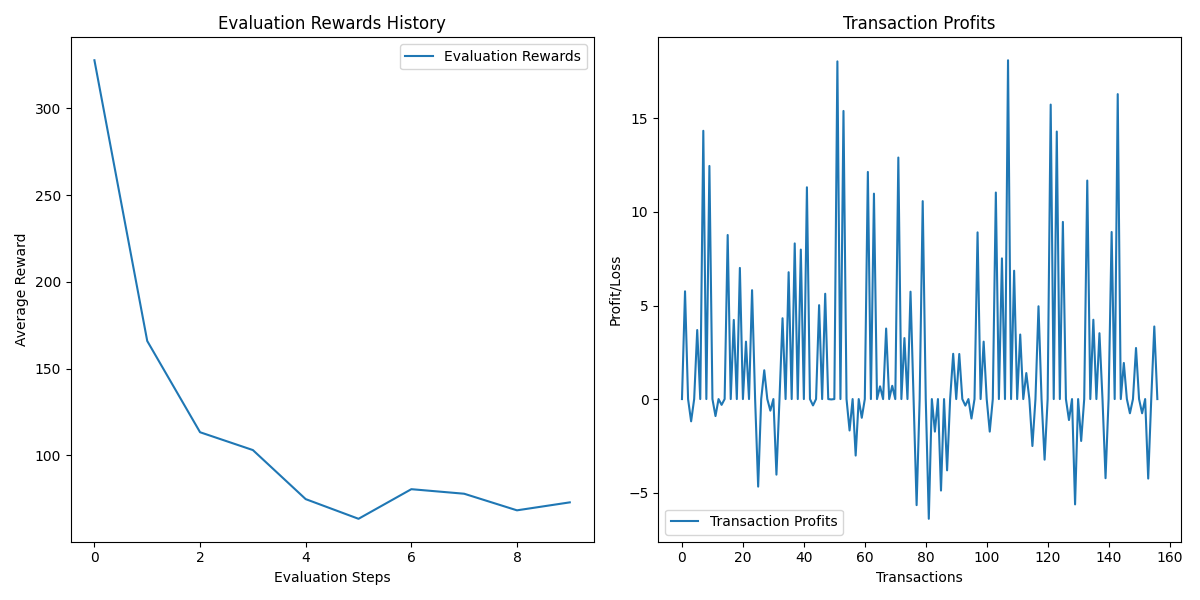 Evaluation Rewards History
Evaluation Rewards
Average Reward
300
250
200
150
100
0 2 4 6 8
Evaluation Steps
Transaction Profits
Profit/Loss
15
10
5
0
−5
Transaction Profits
0 20 40 60 80 100 120 140 160
Transactions